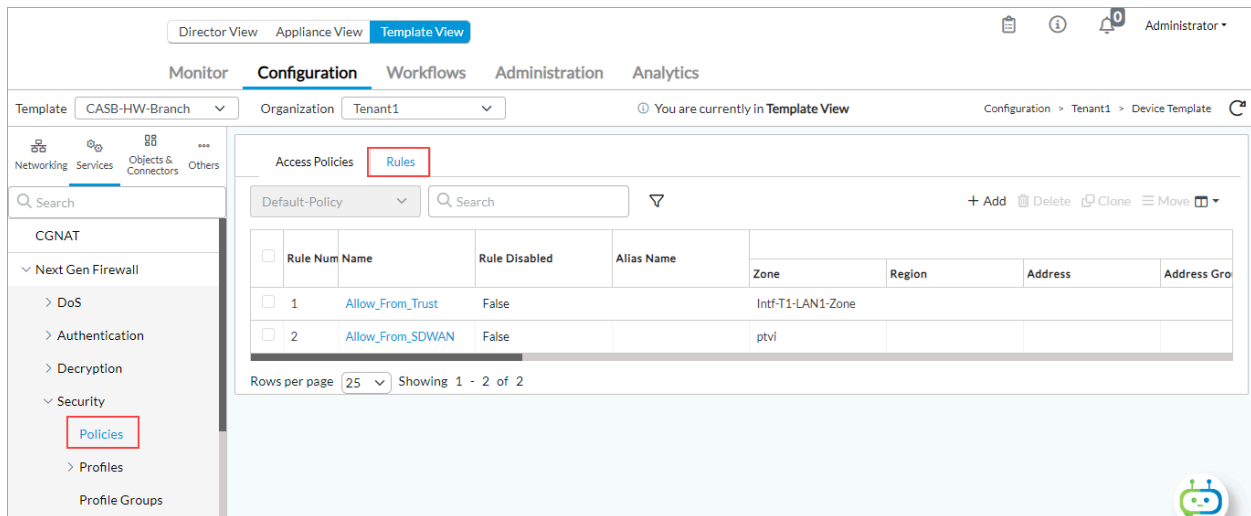 Director View Appliance View Template View
0
Administrator
Monitor Configuration Workflows Administration Analytics
Template CASB-HW-Branch Organization Tenant1 You are currently in Template View Configuration > Tenant1 > Device Template
Networking Services Objects & Connectors Others
Access Policies Rules
Search
Default-Policy Search + Add Delete Clone Move
CGNAT
Next Gen Firewall
DoS
Authentication
Decryption
Security
Policies
Profiles
Profile Groups
Rule Num Name Rule Disabled Alias Name
Zone Region Address Address Gro
1 Allow_From_Trust False Intf-T1-LAN1-Zone
2 Allow_From_SDWAN False ptvi
Rows per page 25 Showing 1 - 2 of 2